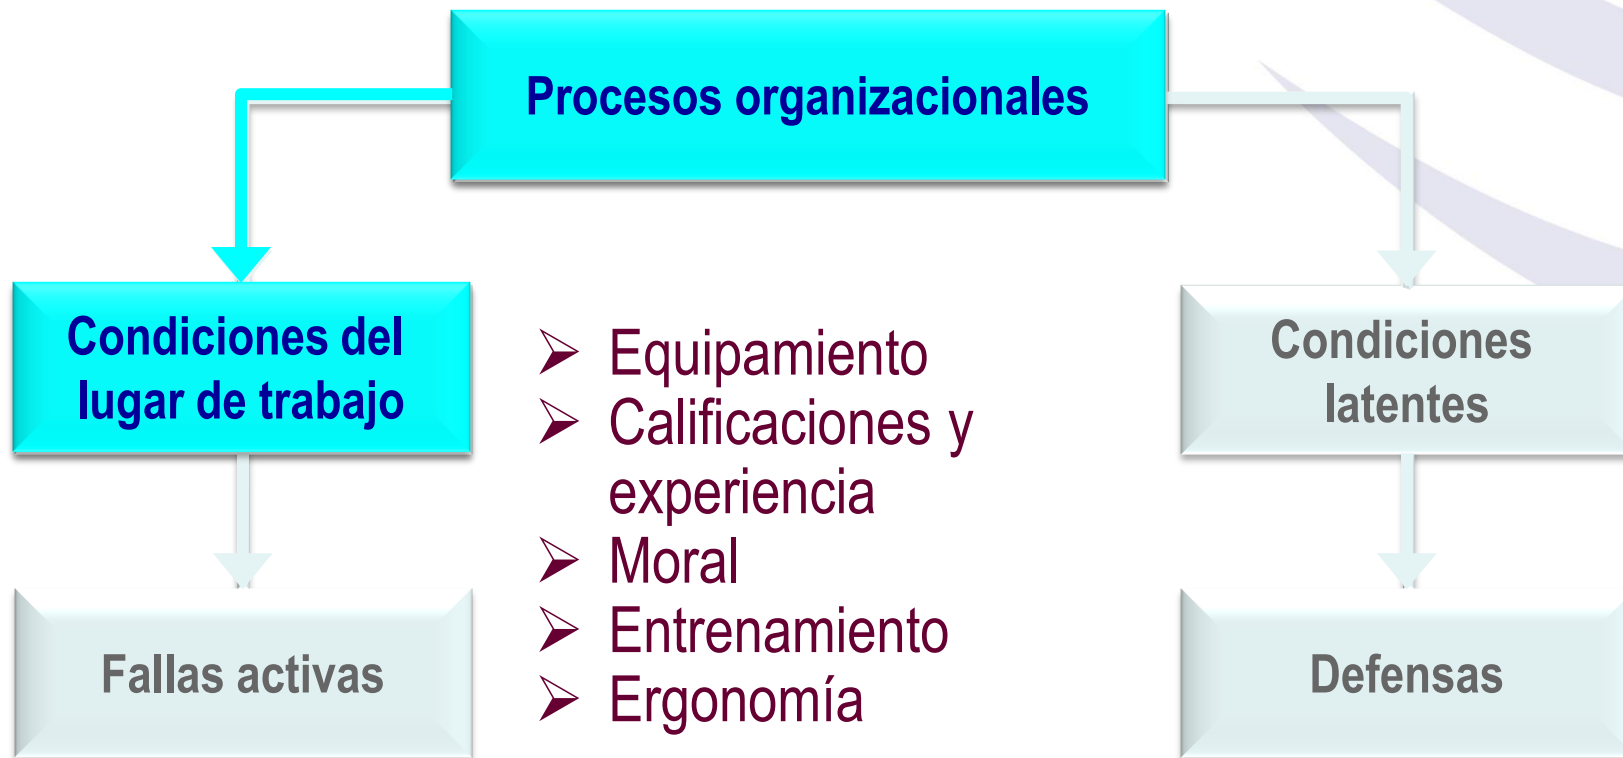 Procesos organizacionales
Condiciones del
lugar de trabajo
➢ Equipamiento
➢ Calificaciones y
experiencia
➢ Moral
➢ Entrenamiento
➢ Ergonomía
Condiciones
latentes
Fallas activas
Defensas